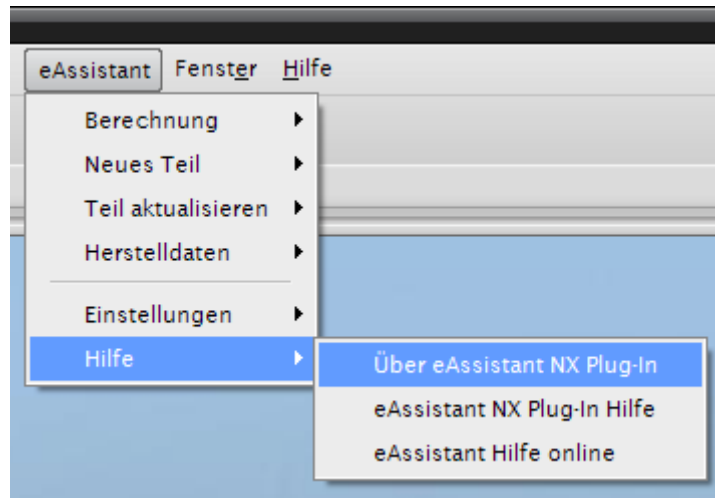 eAssistant Fenster Hilfe
Berechnung
Neues Teil
Teil aktualisieren
Herstelldaten
Einstellungen
Hilfe
Über eAssistant NX Plug-In
eAssistant NX Plug-In Hilfe
eAssistant Hilfe online